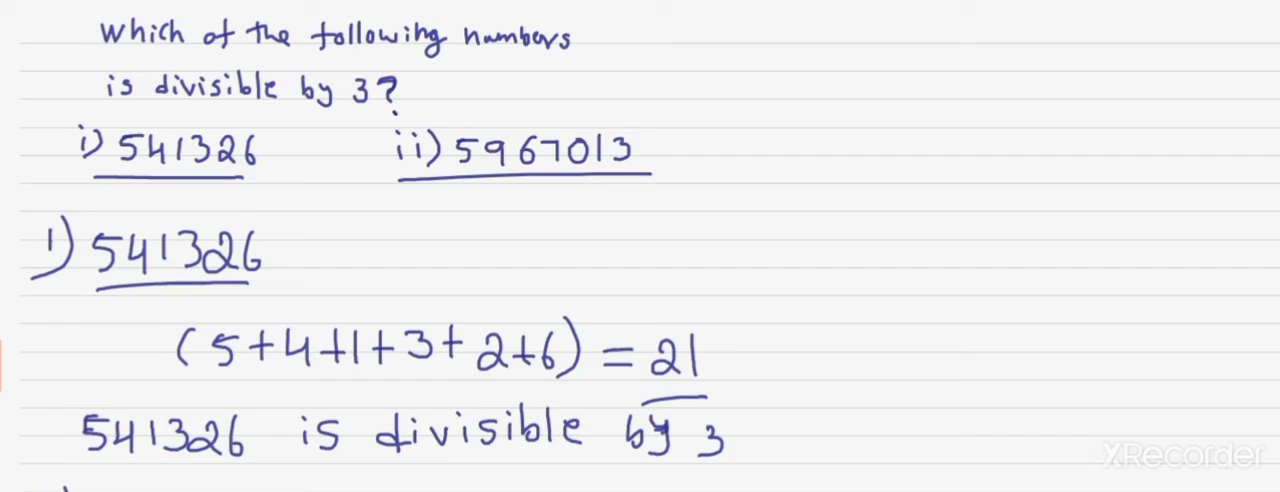 Which of the following numbers
is divisible by 3?
i) 541326 ii) 5967013
1) 541326
(5+4+1+3+2+6) = 21
541326 is divisible by 3
XRecorder